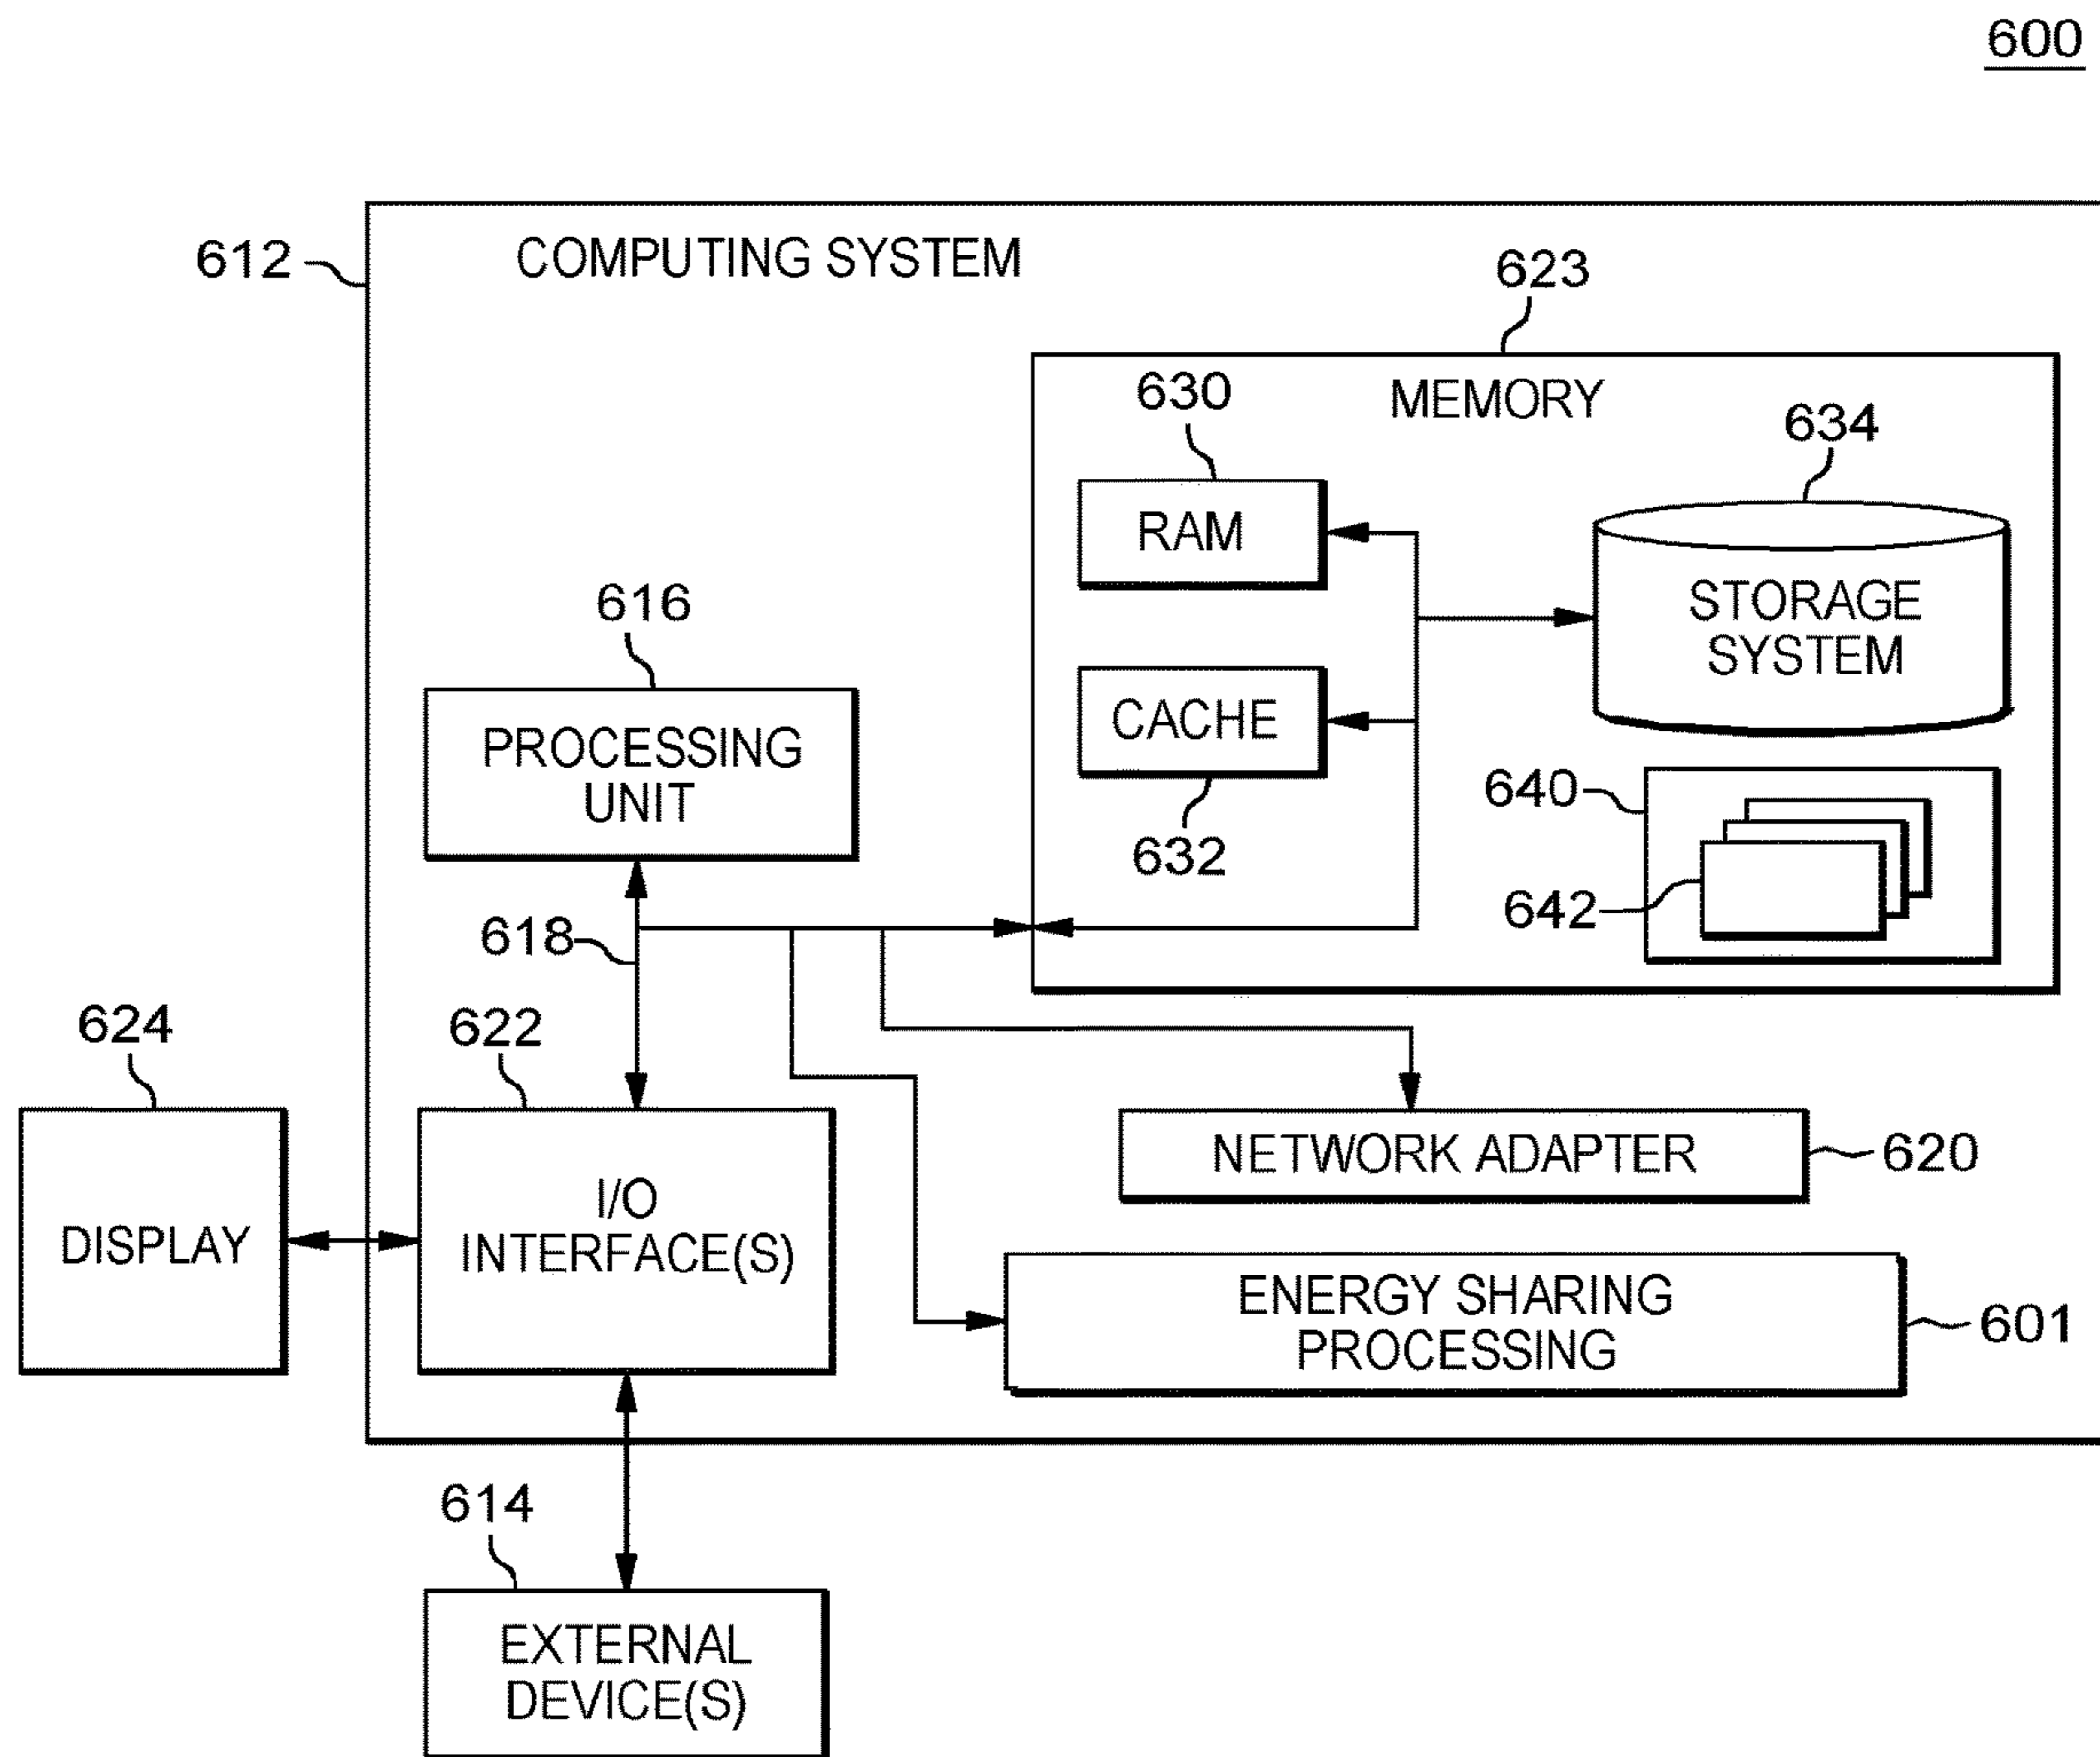 600
612
COMPUTING SYSTEM
623
630
MEMORY
634
RAM
STORAGE
SYSTEM
616
CACHE
PROCESSING
UNIT
640
632
642
618
624
622
NETWORK ADAPTER
620
I/O
INTERFACE(S)
DISPLAY
ENERGY SHARING
PROCESSING
601
614
EXTERNAL
DEVICE(S)